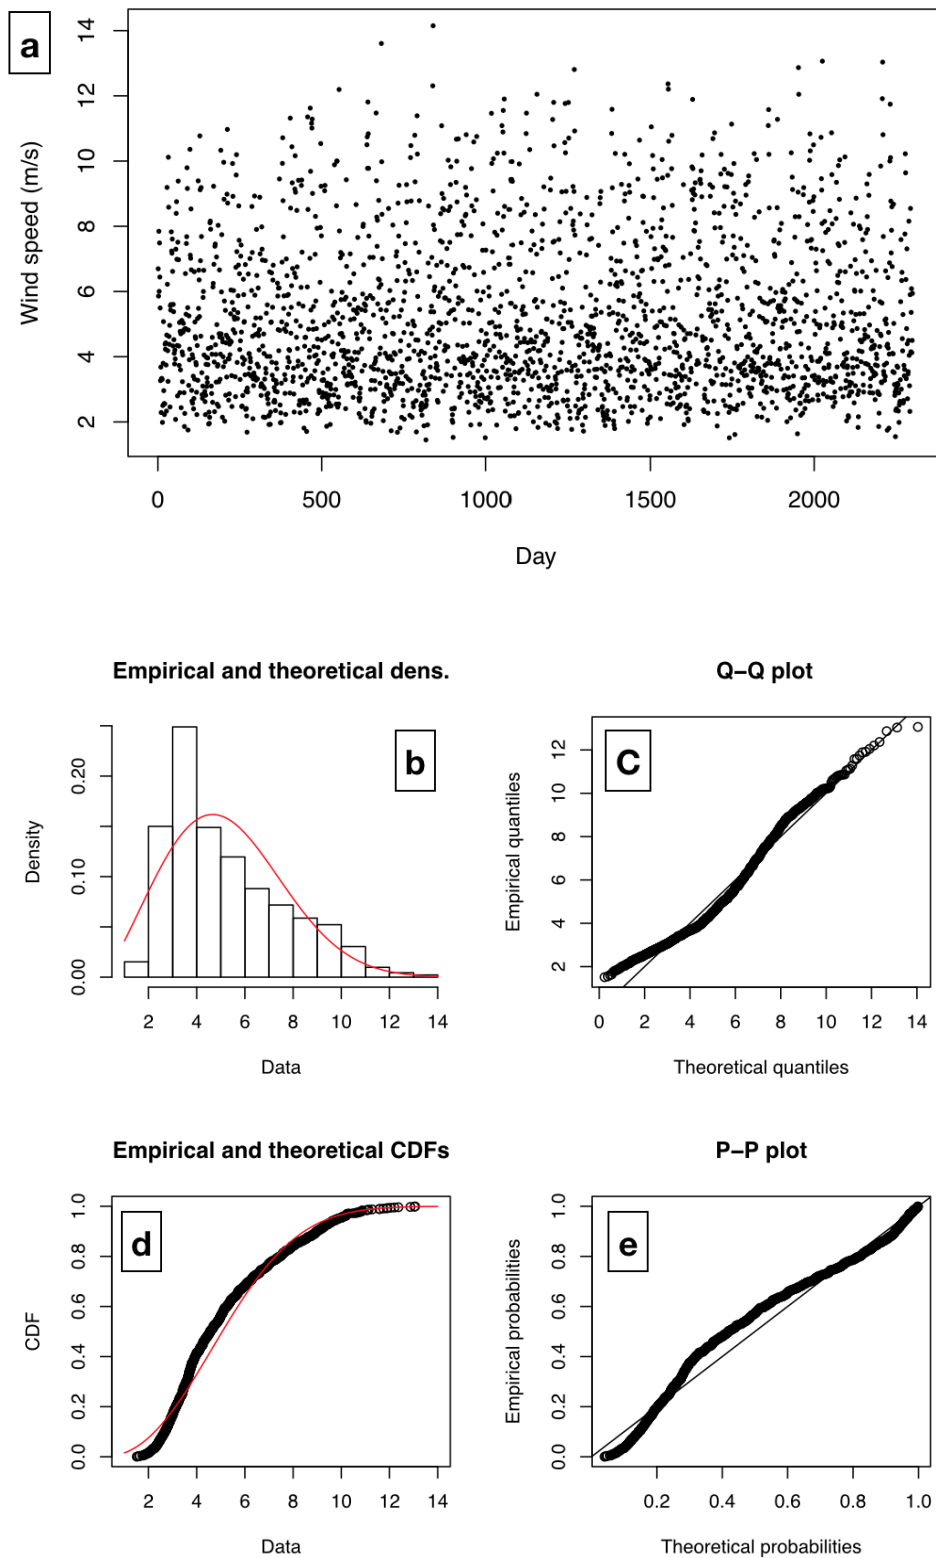 a
Wind speed (m/s)
14
12
10
8
6
4
2
0 500 1000 1500 2000
Day
Empirical and theoretical dens.
b
Density
0.20
0.10
0.00
2 4 6 8 10 12 14
Data
Q–Q plot
C
Empirical quantiles
12
10
8
6
4
2
0 2 4 6 8 10 12 14
Theoretical quantiles
Empirical and theoretical CDFs
d
CDF
1.0
0.8
0.6
0.4
0.2
0.0
2 4 6 8 10 12 14
Data
P–P plot
e
Empirical probabilities
1.0
0.8
0.6
0.4
0.2
0.0
0.2 0.4 0.6 0.8 1.0
Theoretical probabilities